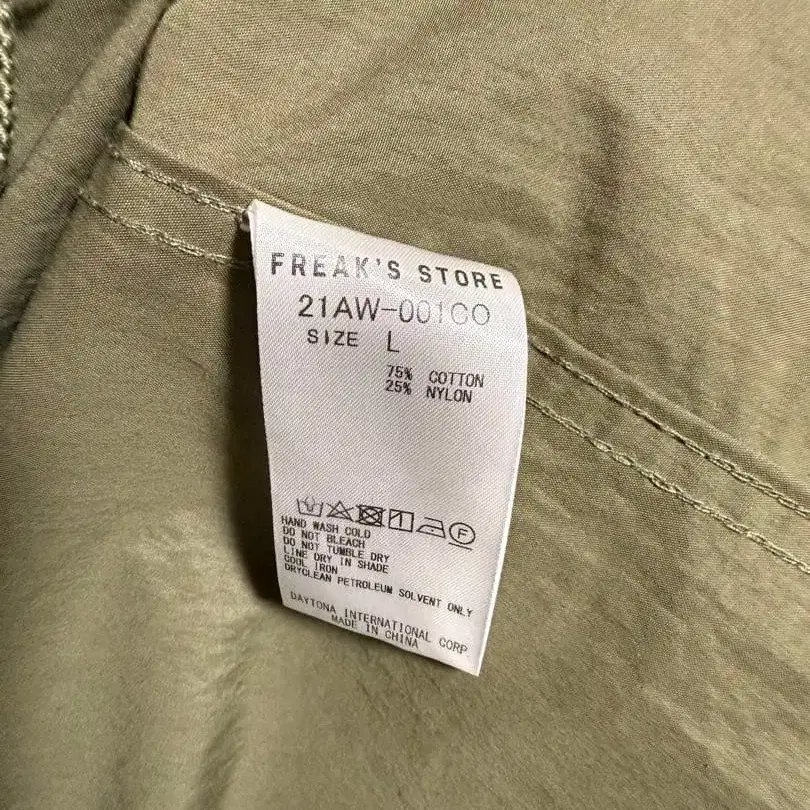 FREAK'S STORE
21AW-001CO
SIZE L
75% COTTON
25% NYLON
HAND WASH COLD
DO NOT BLEACH
DO NOT TUMBLE DRY
LINE DRY IN SHADE
COOL IRON
DRYCLEAN PETROLEUM SOLVENT ONLY
DAYTONA INTERNATIONAL CORP.
MADE IN CHINA